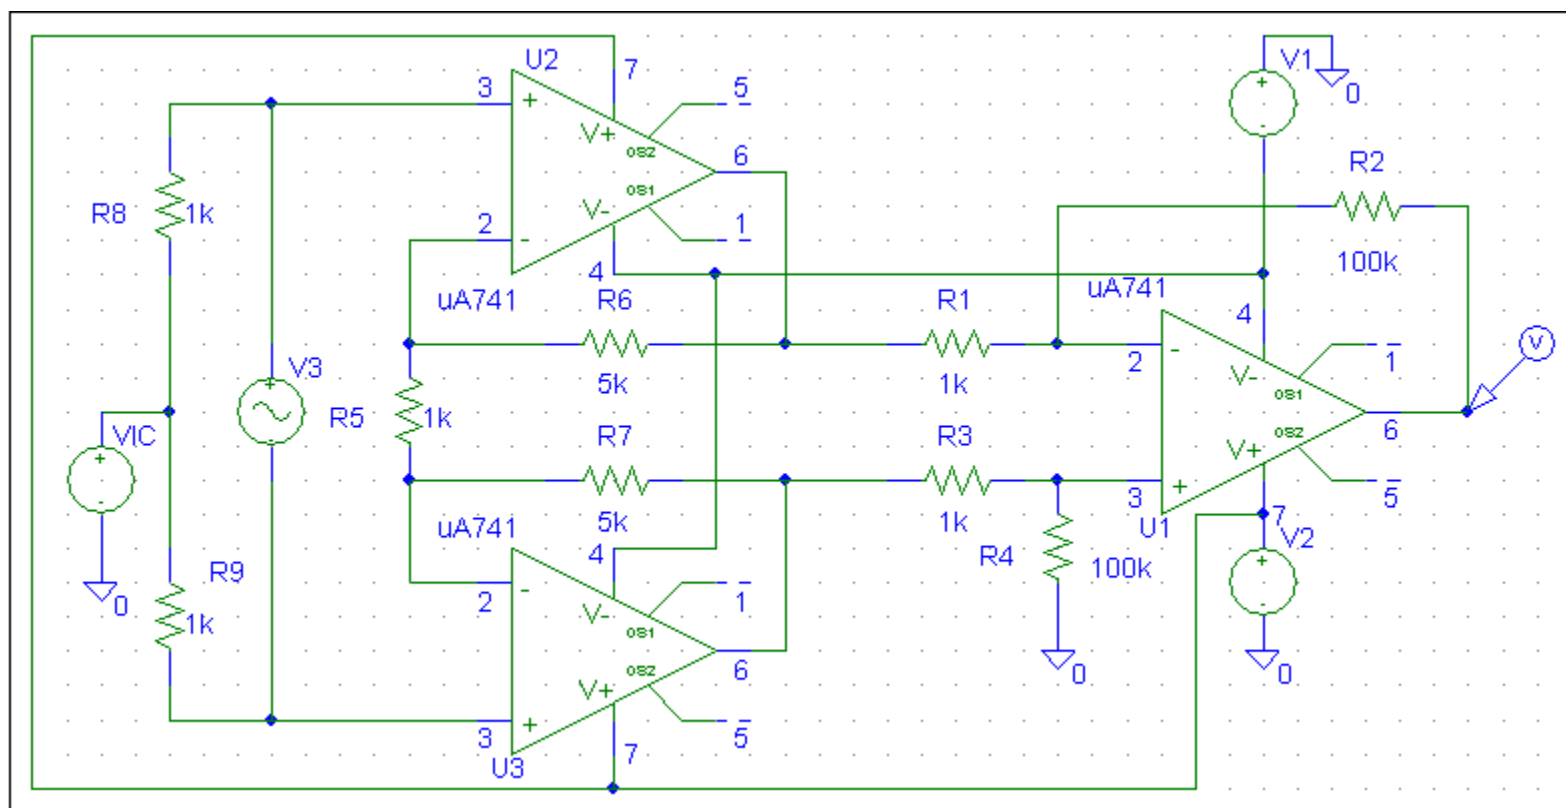 U2
7
3
+
5
V+
OS2
6
OS1
V-
1
2
-
4
uA741
R8
1k
V1
+
-
0
R2
100k
V3
+
-
VIC
+
-
0
R5
1k
R6
5k
R7
5k
R1
1k
R3
1k
R4
100k
0
uA741
4
2
-
V-
OS1
1
6
V+
OS2
5
3
+
U1
7
V
V2
+
-
0
R9
1k
uA741
4
2
-
V-
OS1
1
6
OS2
V+
5
3
+
U3
7